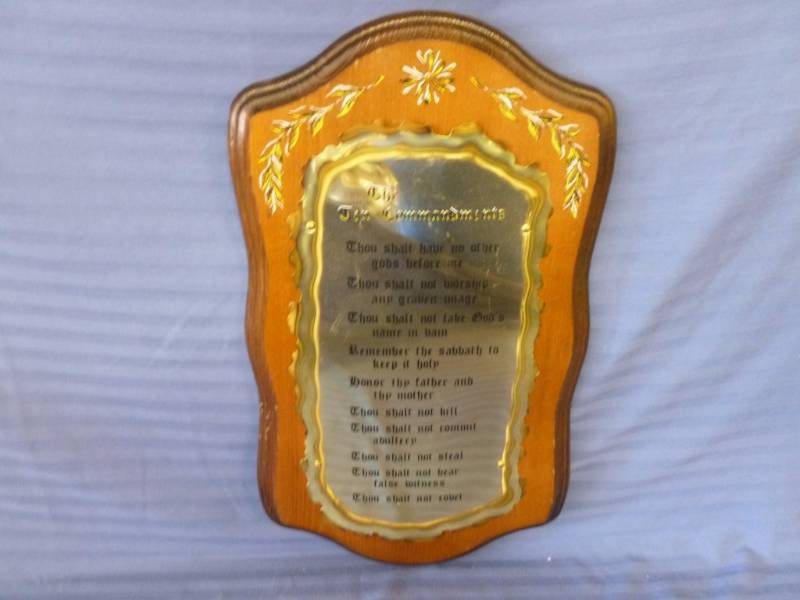 The
Ten Commandments
Thou shalt have no other
gods before me
Thou shalt not worship
any graven image
Thou shalt not take God's
name in vain
Remember the sabbath to
keep it holy
Honor thy father and
thy mother
Thou shalt not kill
Thou shalt not commit
adultery
Thou shalt not steal
Thou shalt not bear
false witness
Thou shalt not covet